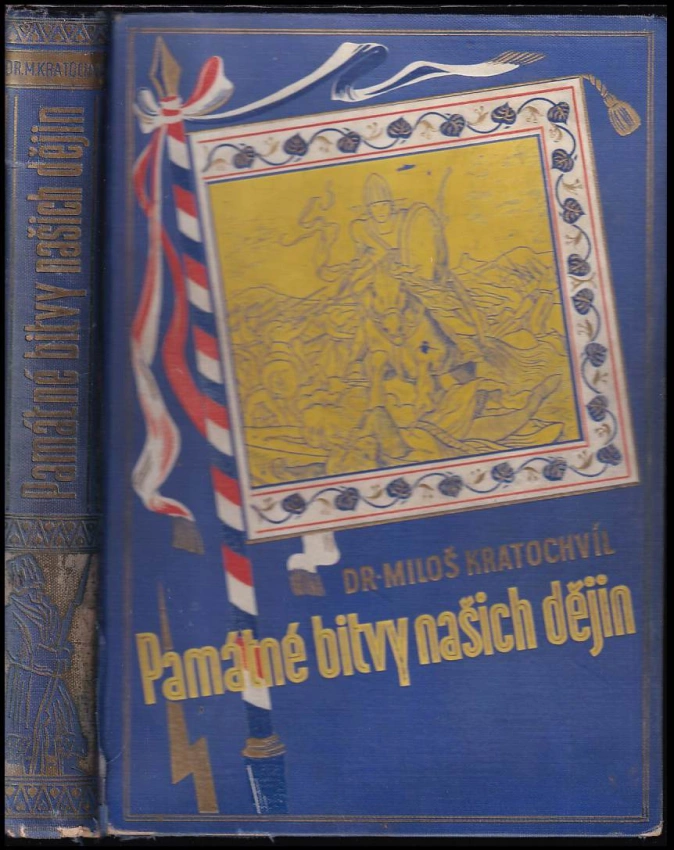 DR. M. KRATOCHVÍL
Památné bitvy našich dějin
DR. MILOŠ KRATOCHVÍL
Památné bitvy našich dějin